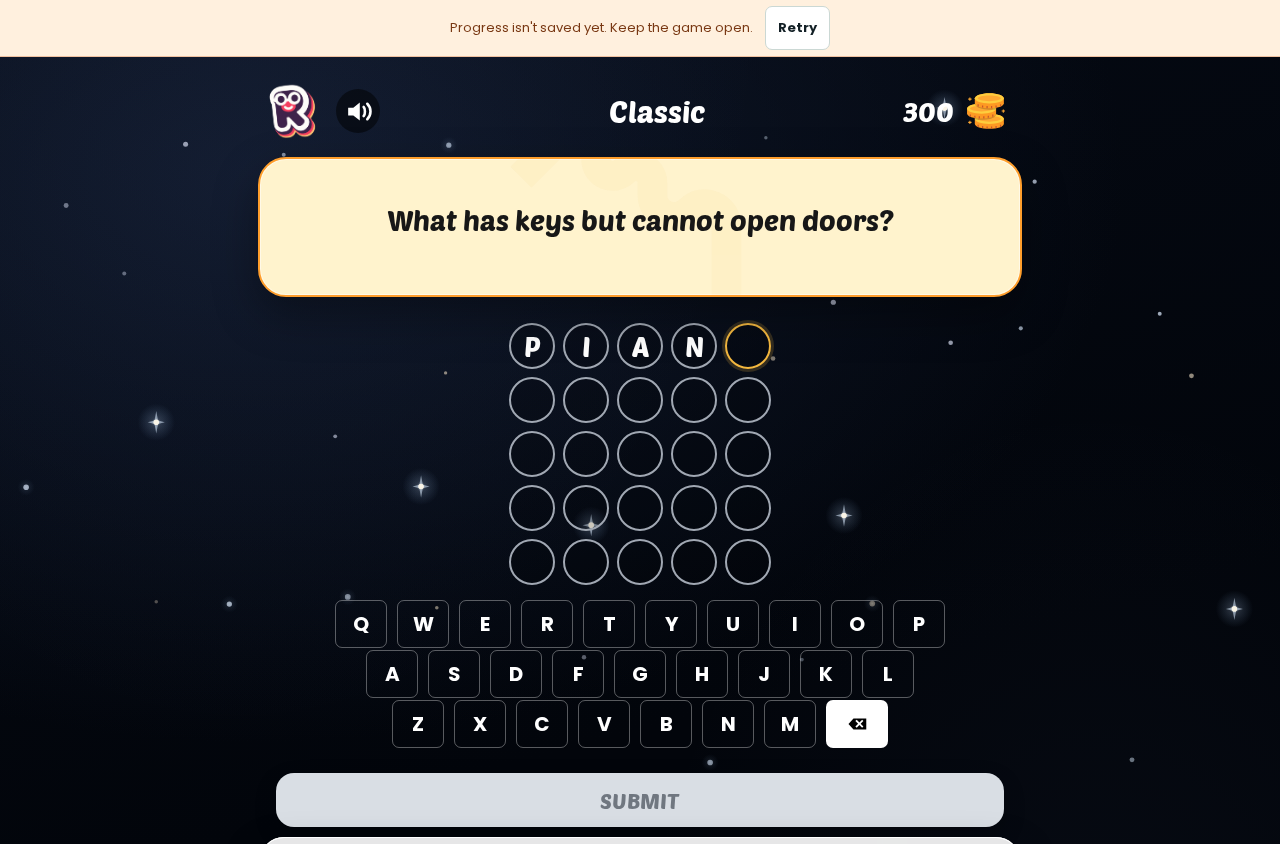 Progress isn't saved yet. Keep the game open. Retry
R Classic 300
What has keys but cannot open doors?
P I A N
Q W E R T Y U I O P
A S D F G H J K L
Z X C V B N M
SUBMIT